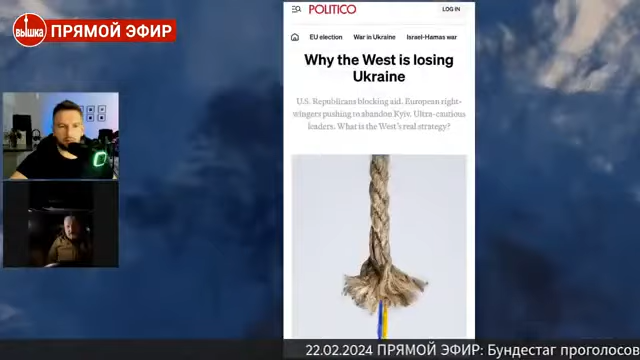 вышка ПРЯМОЙ ЭФИР
POLITICO
LOG IN
EU election War in Ukraine Israel-Hamas war
Why the West is losing
Ukraine
U.S. Republicans blocking aid. European right-
wingers pushing to abandon Kyiv. Ultra-cautious
leaders. What is the West's real strategy?
22.02.2024 ПРЯМОЙ ЭФИР: Бундестаг проголосов